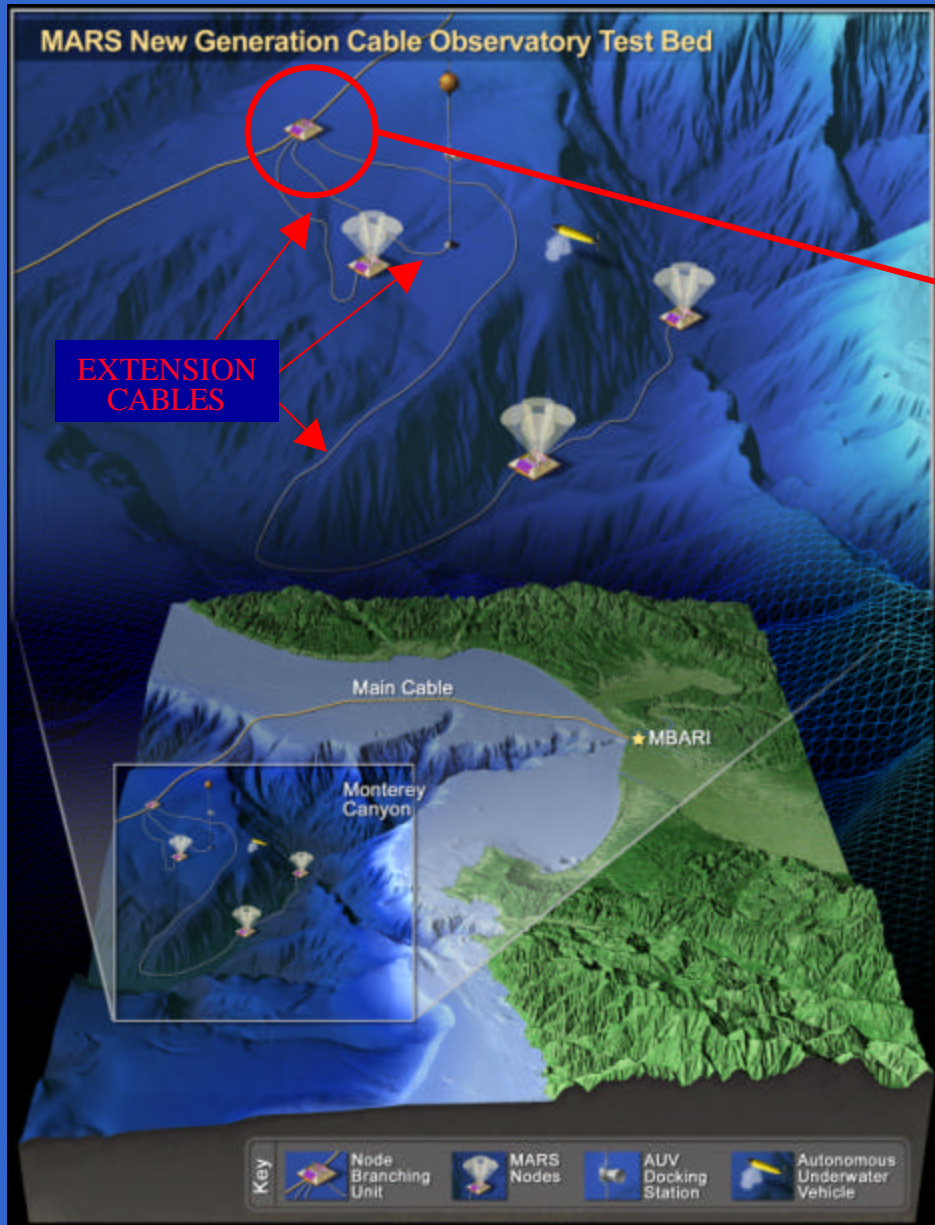 MARS New Generation Cable Observatory Test Bed
EXTENSION
CABLES
Main Cable
MBARI
Monterey
Canyon
Key
Node
Branching
Unit
MARS
Nodes
AUV
Docking
Station
Autonomous
Underwater
Vehicle